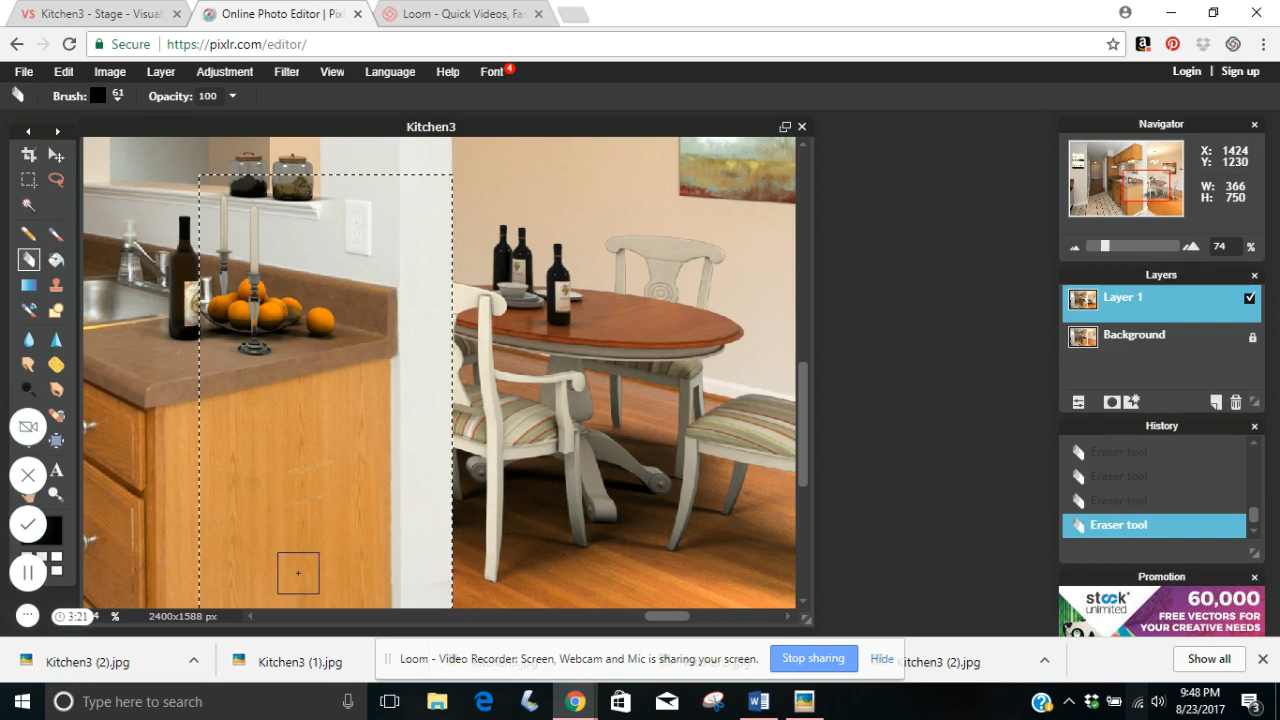 Kitchen3 - Stage - Visual
Online Photo Editor | Pixl
Loom - Quick Videos, Fas
Secure
https://pixlr.com/editor/
File Edit Image Layer Adjustment Filter View Language Help Font 4
Login | Sign up
Brush: 61 Opacity: 100
Kitchen3
Navigator
X: 1424
Y: 1230
W: 366
H: 750
74 %
Layers
Layer 1
Background
History
Eraser tool
Eraser tool
Eraser tool
Eraser tool
Promotion
stock unlimited
60,000
FREE VECTORS FOR
YOUR CREATIVE NEEDS
A
3:21 4 % 2400x1588 px
Kitchen3 (2).jpg
Kitchen3 (1).jpg
Loom - Video Recorder: Screen, Webcam and Mic is sharing your screen.
Stop sharing
Hide
Kitchen3 (2).jpg
Show all
Type here to search
9:48 PM
8/23/2017
3